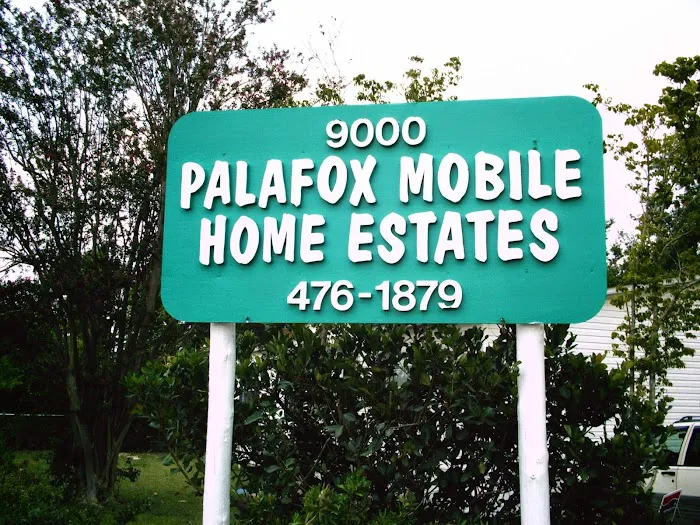 9000
PALAFOX MOBILE
HOME ESTATES
476-1879